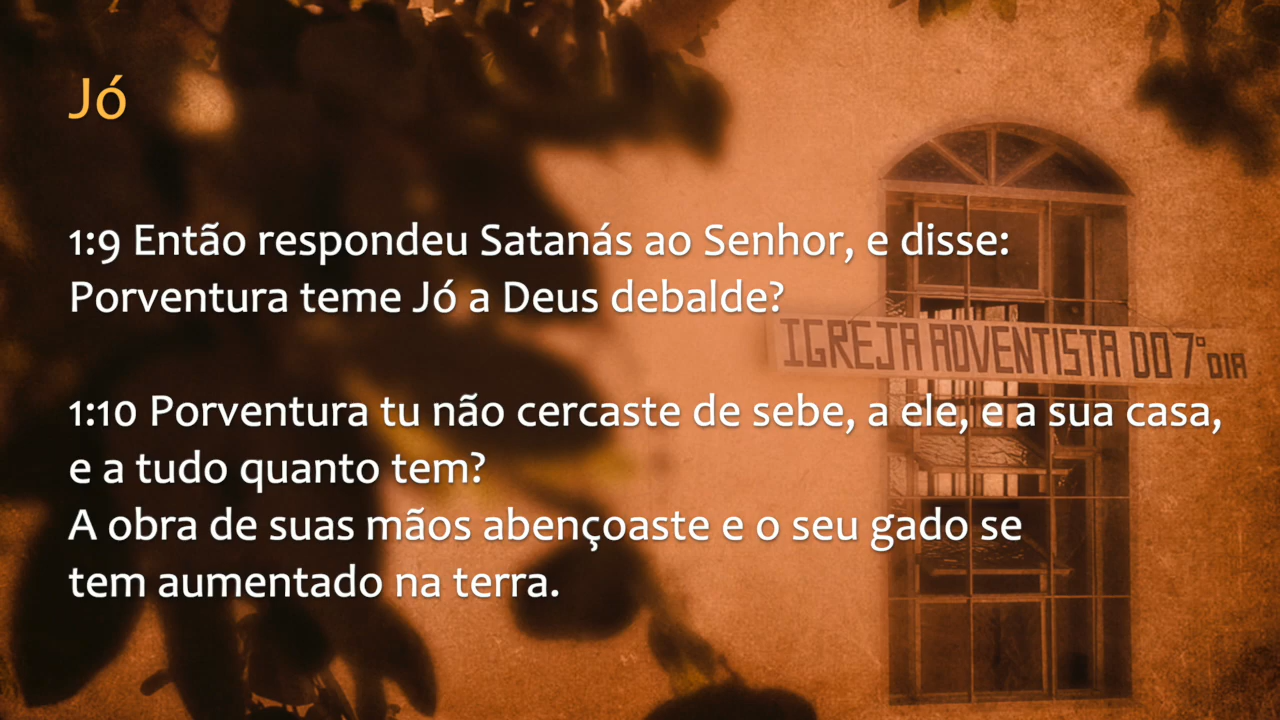 Jó
1:9 Então respondeu Satanás ao Senhor, e disse:
Porventura teme Jó a Deus debalde?
IGREJA ADVENTISTA DO 7° DIA
1:10 Porventura tu não cercaste de sebe, a ele, e a sua casa,
e a tudo quanto tem?
A obra de suas mãos abençoaste e o seu gado se
tem aumentado na terra.